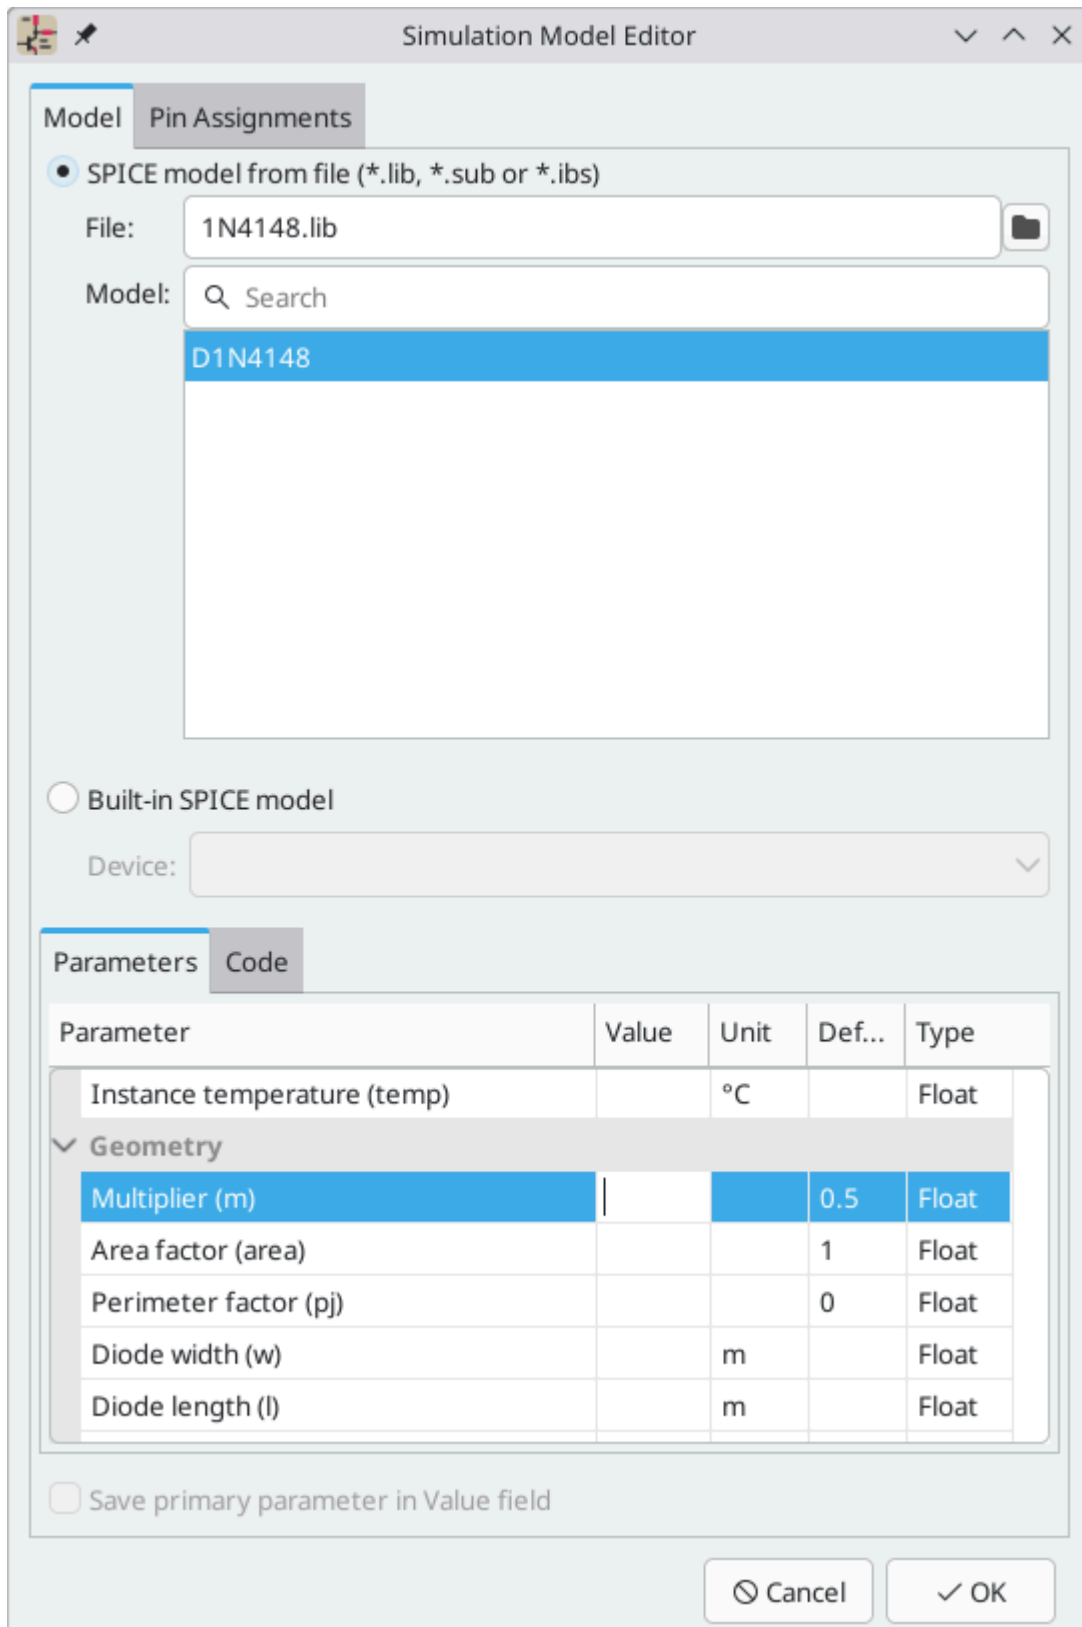 Simulation Model Editor
Model Pin Assignments
SPICE model from file (*.lib, *.sub or *.ibs)
File: 1N4148.lib
Model: Search
D1N4148
Built-in SPICE model
Device:
Parameters Code
Parameter Value Unit Def... Type
Instance temperature (temp) °C Float
Geometry
Multiplier (m) 0.5 Float
Area factor (area) 1 Float
Perimeter factor (pj) 0 Float
Diode width (w) m Float
Diode length (l) m Float
Save primary parameter in Value field
Cancel OK